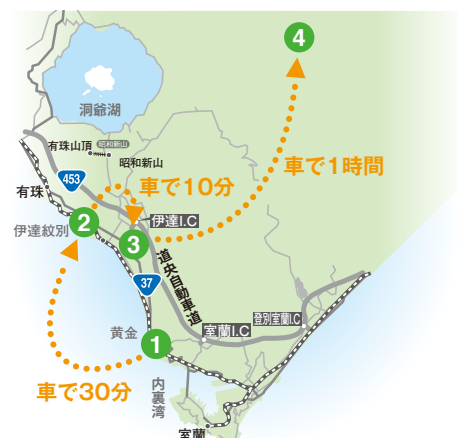 4
洞爺湖
有珠山頂
昭和新山
昭和新山
車で1時間
453
有珠
車で10分
2
伊達I.C
伊達紋別
3
道央自動車道
37
登別室蘭I.C
黄金
1
室蘭I.C
車で30分
内裏湾
室蘭